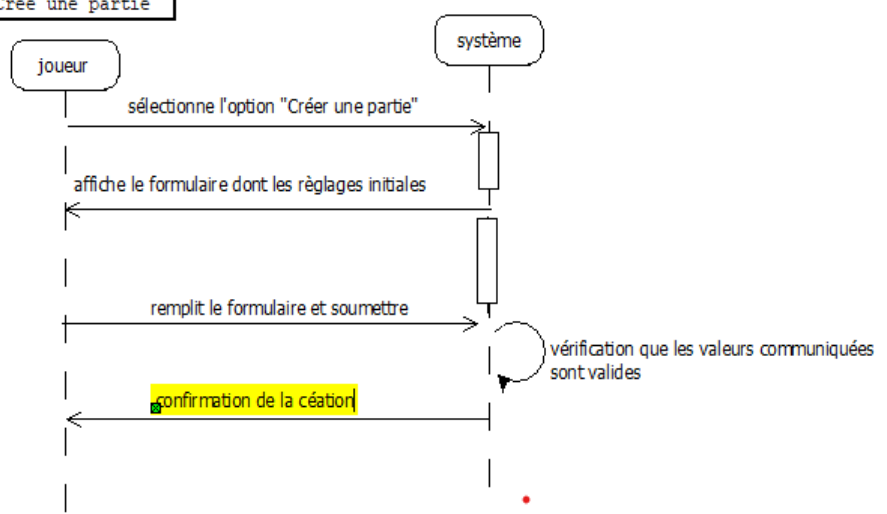 Crée une partie
système
joueur
sélectionne l'option "Créer une partie"
affiche le formulaire dont les règlages initiales
remplit le formulaire et soumettre
vérification que les valeurs communiquées
sont valides
confirmation de la céation